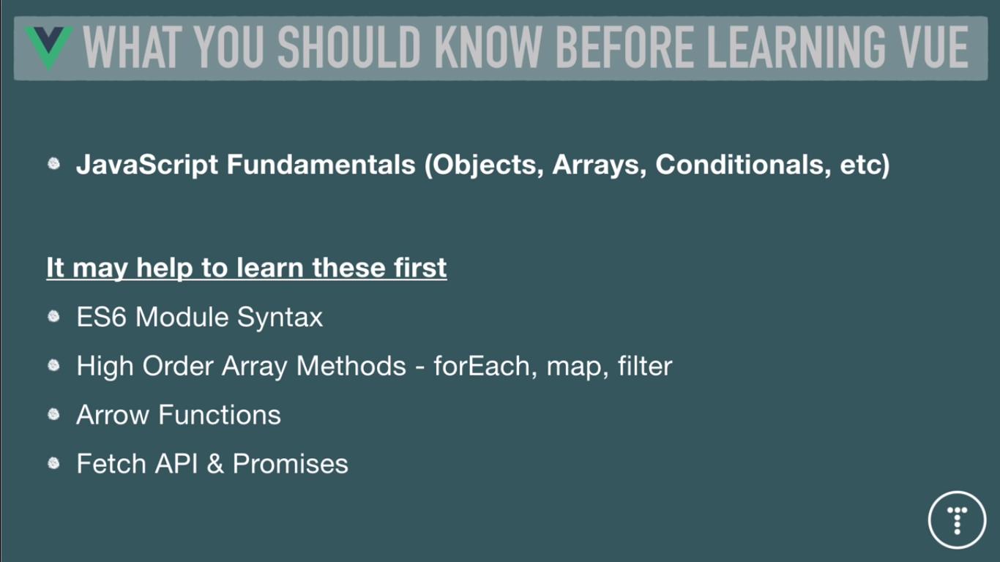 WHAT YOU SHOULD KNOW BEFORE LEARNING VUE
JavaScript Fundamentals (Objects, Arrays, Conditionals, etc)
It may help to learn these first
ES6 Module Syntax
High Order Array Methods - forEach, map, filter
Arrow Functions
Fetch API & Promises
T